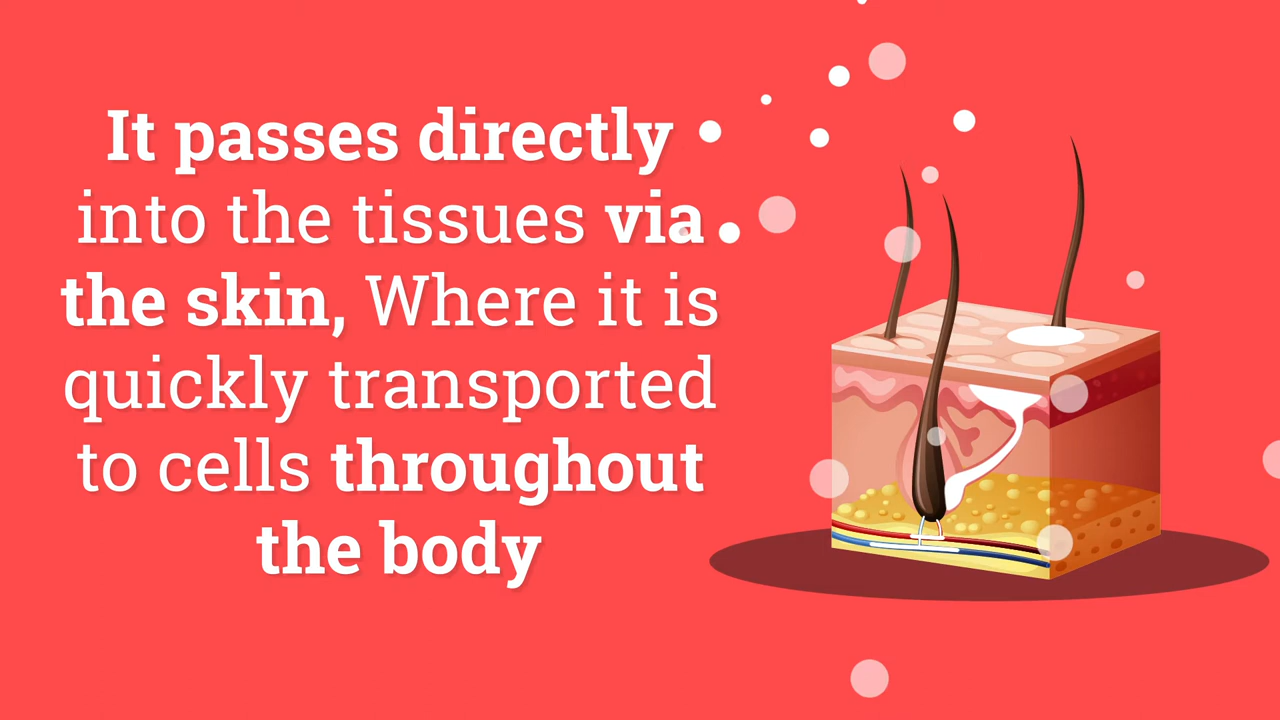 It passes directly
into the tissues via
the skin, Where it is
quickly transported
to cells throughout
the body